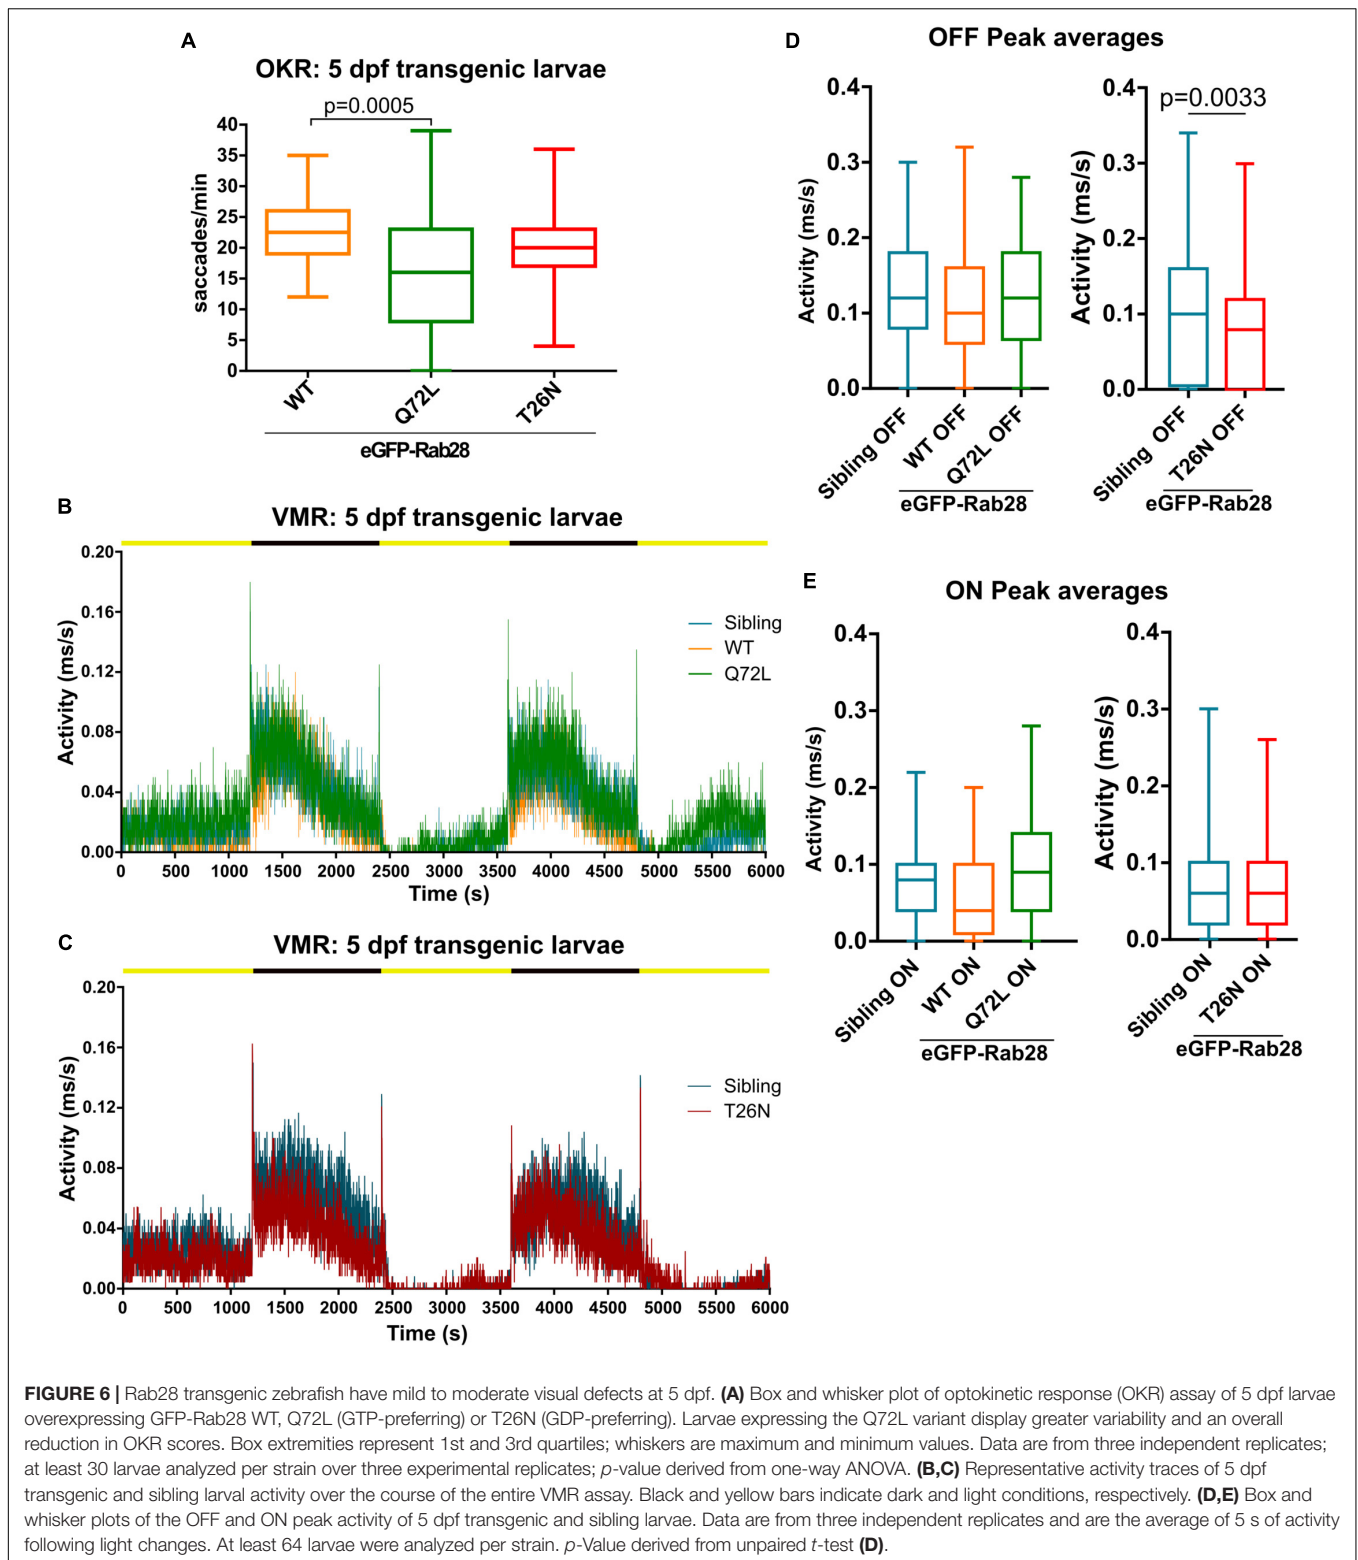 A
OKR: 5 dpf transgenic larvae
p=0.0005
saccades/min
40
35
30
25
20
15
10
5
0
WT
Q72L
T26N
eGFP-Rab28
B
VMR: 5 dpf transgenic larvae
Activity (ms/s)
0.20
0.16
0.12
0.08
0.04
0.00
Sibling
WT
Q72L
0 500 1000 1500 2000 2500 3000 3500 4000 4500 5000 5500 6000
Time (s)
C
VMR: 5 dpf transgenic larvae
Activity (ms/s)
0.20
0.16
0.12
0.08
0.04
0.00
Sibling
T26N
0 500 1000 1500 2000 2500 3000 3500 4000 4500 5000 5500 6000
Time (s)
D
OFF Peak averages
Activity (ms/s)
0.4
0.3
0.2
0.1
0.0
Sibling OFF
WT OFF
Q72L OFF
eGFP-Rab28
p=0.0033
Activity (ms/s)
0.4
0.3
0.2
0.1
0.0
Sibling OFF
T26N OFF
eGFP-Rab28
E
ON Peak averages
Activity (ms/s)
0.4
0.3
0.2
0.1
0.0
Sibling ON
WT ON
Q72L ON
eGFP-Rab28
Activity (ms/s)
0.4
0.3
0.2
0.1
0.0
Sibling ON
T26N ON
eGFP-Rab28
FIGURE 6 | Rab28 transgenic zebrafish have mild to moderate visual defects at 5 dpf. (A) Box and whisker plot of optokinetic response (OKR) assay of 5 dpf larvae
overexpressing GFP-Rab28 WT, Q72L (GTP-preferring) or T26N (GDP-preferring). Larvae expressing the Q72L variant display greater variability and an overall
reduction in OKR scores. Box extremities represent 1st and 3rd quartiles; whiskers are maximum and minimum values. Data are from three independent replicates;
at least 30 larvae analyzed per strain over three experimental replicates; p-value derived from one-way ANOVA. (B,C) Representative activity traces of 5 dpf
transgenic and sibling larval activity over the course of the entire VMR assay. Black and yellow bars indicate dark and light conditions, respectively. (D,E) Box and
whisker plots of the OFF and ON peak activity of 5 dpf transgenic and sibling larvae. Data are from three independent replicates and are the average of 5 s of activity
following light changes. At least 64 larvae were analyzed per strain. p-Value derived from unpaired t-test (D).